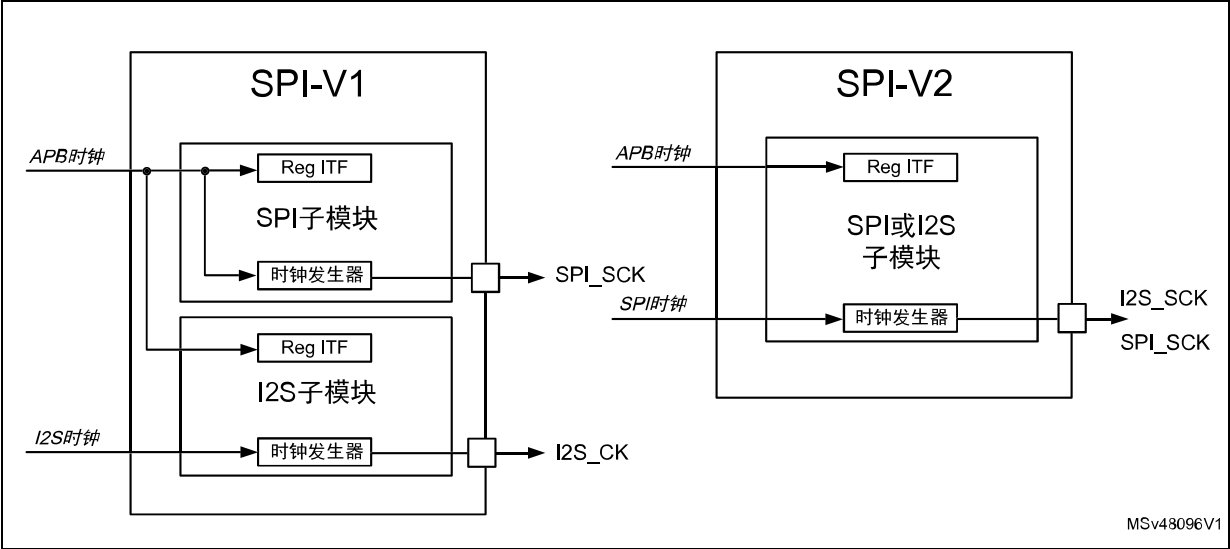 SPI-V1
APB时钟
Reg ITF
SPI子模块
时钟发生器
SPI_SCK
Reg ITF
I2S子模块
I2S时钟
时钟发生器
I2S_CK
SPI-V2
APB时钟
Reg ITF
SPI或I2S
子模块
SPI时钟
时钟发生器
I2S_SCK
SPI_SCK
MSv48096V1